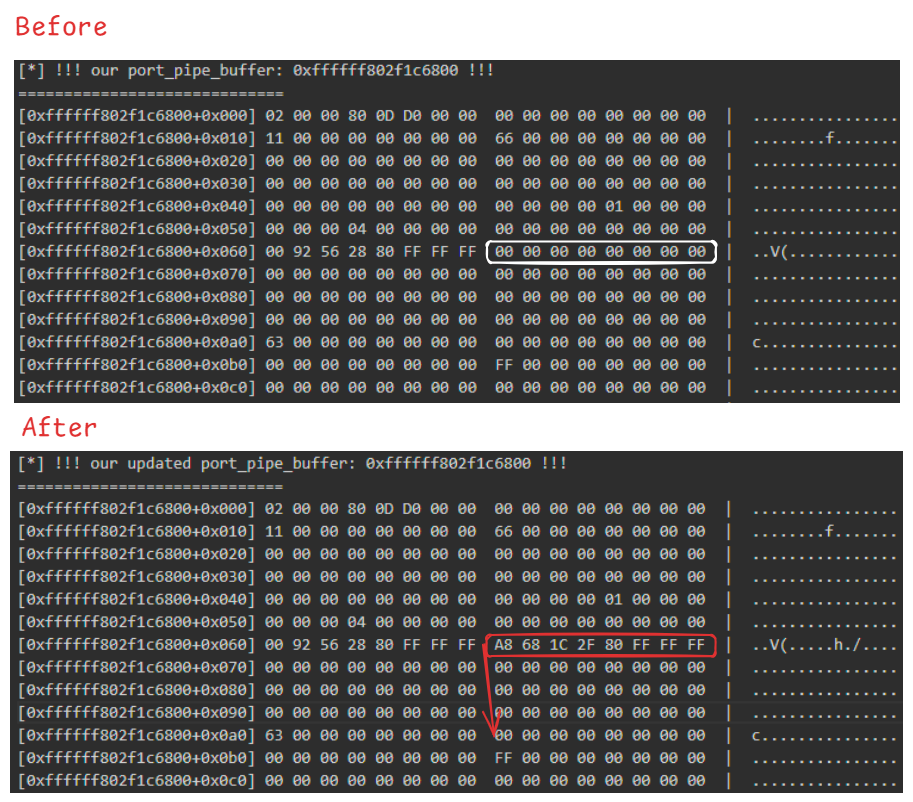 Before
[*] !!! our port_pipe_buffer: 0xffffff802f1c6800 !!!
=============================
[0xffffff802f1c6800+0x000] 02 00 00 80 0D D0 00 00  00 00 00 00 00 00 00 00  |  ................
[0xffffff802f1c6800+0x010] 11 00 00 00 00 00 00 00  66 00 00 00 00 00 00 00  |  ........f.......
[0xffffff802f1c6800+0x020] 00 00 00 00 00 00 00 00  00 00 00 00 00 00 00 00  |  ................
[0xffffff802f1c6800+0x030] 00 00 00 00 00 00 00 00  00 00 00 00 00 00 00 00  |  ................
[0xffffff802f1c6800+0x040] 00 00 00 00 00 00 00 00  00 00 00 00 01 00 00 00  |  ................
[0xffffff802f1c6800+0x050] 00 00 00 04 00 00 00 00  00 00 00 00 00 00 00 00  |  ................
[0xffffff802f1c6800+0x060] 00 92 56 28 80 FF FF FF  00 00 00 00 00 00 00 00  |  ..V(............
[0xffffff802f1c6800+0x070] 00 00 00 00 00 00 00 00  00 00 00 00 00 00 00 00  |  ................
[0xffffff802f1c6800+0x080] 00 00 00 00 00 00 00 00  00 00 00 00 00 00 00 00  |  ................
[0xffffff802f1c6800+0x090] 00 00 00 00 00 00 00 00  00 00 00 00 00 00 00 00  |  ................
[0xffffff802f1c6800+0x0a0] 63 00 00 00 00 00 00 00  00 00 00 00 00 00 00 00  |  c...............
[0xffffff802f1c6800+0x0b0] 00 00 00 00 00 00 00 00  FF 00 00 00 00 00 00 00  |  ................
[0xffffff802f1c6800+0x0c0] 00 00 00 00 00 00 00 00  00 00 00 00 00 00 00 00  |  ................
After
[*] !!! our updated port_pipe_buffer: 0xffffff802f1c6800 !!!
=============================
[0xffffff802f1c6800+0x000] 02 00 00 80 0D D0 00 00  00 00 00 00 00 00 00 00  |  ................
[0xffffff802f1c6800+0x010] 11 00 00 00 00 00 00 00  66 00 00 00 00 00 00 00  |  ........f.......
[0xffffff802f1c6800+0x020] 00 00 00 00 00 00 00 00  00 00 00 00 00 00 00 00  |  ................
[0xffffff802f1c6800+0x030] 00 00 00 00 00 00 00 00  00 00 00 00 00 00 00 00  |  ................
[0xffffff802f1c6800+0x040] 00 00 00 00 00 00 00 00  00 00 00 00 01 00 00 00  |  ................
[0xffffff802f1c6800+0x050] 00 00 00 04 00 00 00 00  00 00 00 00 00 00 00 00  |  ................
[0xffffff802f1c6800+0x060] 00 92 56 28 80 FF FF FF  A8 68 1C 2F 80 FF FF FF  |  ..V(.....h./....
[0xffffff802f1c6800+0x070] 00 00 00 00 00 00 00 00  00 00 00 00 00 00 00 00  |  ................
[0xffffff802f1c6800+0x080] 00 00 00 00 00 00 00 00  00 00 00 00 00 00 00 00  |  ................
[0xffffff802f1c6800+0x090] 00 00 00 00 00 00 00 00  00 00 00 00 00 00 00 00  |  ................
[0xffffff802f1c6800+0x0a0] 63 00 00 00 00 00 00 00  00 00 00 00 00 00 00 00  |  c...............
[0xffffff802f1c6800+0x0b0] 00 00 00 00 00 00 00 00  FF 00 00 00 00 00 00 00  |  ................
[0xffffff802f1c6800+0x0c0] 00 00 00 00 00 00 00 00  00 00 00 00 00 00 00 00  |  ................